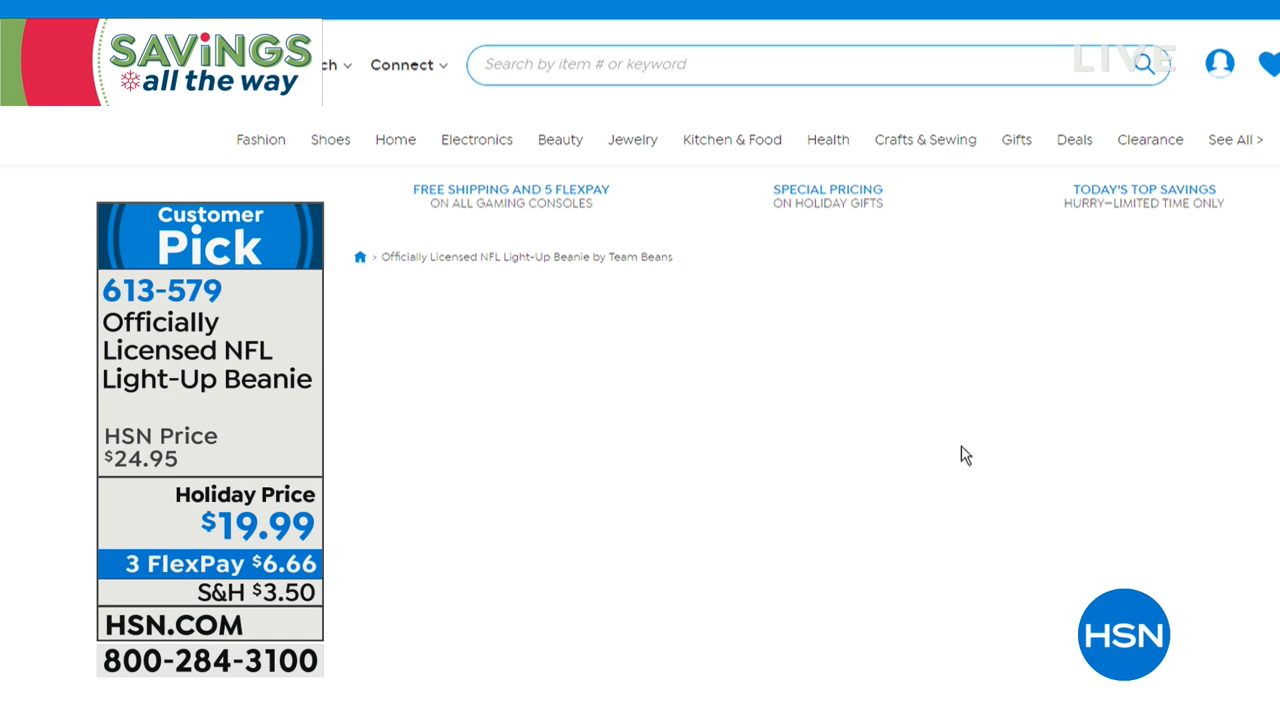 SAViNGS
all the way
ch
Connect
Search by item # or keyword
LIVE
Fashion
Shoes
Home
Electronics
Beauty
Jewelry
Kitchen & Food
Health
Crafts & Sewing
Gifts
Deals
Clearance
See All >
FREE SHIPPING AND 5 FLEXPAY
ON ALL GAMING CONSOLES
SPECIAL PRICING
ON HOLIDAY GIFTS
TODAY'S TOP SAVINGS
HURRY—LIMITED TIME ONLY
> Officially Licensed NFL Light-Up Beanie by Team Beans
Customer
Pick
613-579
Officially
Licensed NFL
Light-Up Beanie
HSN Price
$24.95
Holiday Price
$19.99
3 FlexPay $6.66
S&H $3.50
HSN.COM
800-284-3100
HSN